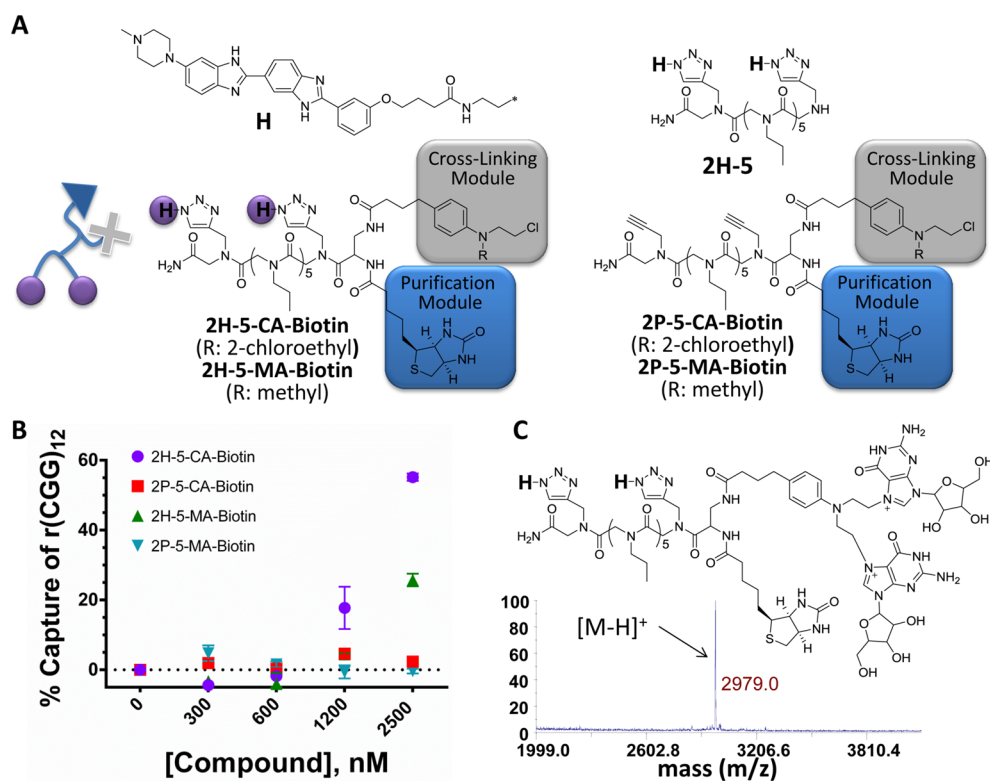 A
H
2H-5
Cross-Linking
Module
Purification
Module
2H-5-CA-Biotin
(R: 2-chloroethyl)
2H-5-MA-Biotin
(R: methyl)
Cross-Linking
Module
Purification
Module
2P-5-CA-Biotin
(R: 2-chloroethyl)
2P-5-MA-Biotin
(R: methyl)
B
% Capture of r(CGG)12
60
40
20
0
2H-5-CA-Biotin
2P-5-CA-Biotin
2H-5-MA-Biotin
2P-5-MA-Biotin
0
300
600
1200
2500
[Compound], nM
C
[M-H]+
2979.0
100
80
60
40
20
0
1999.0
2602.8
3206.6
3810.4
mass (m/z)